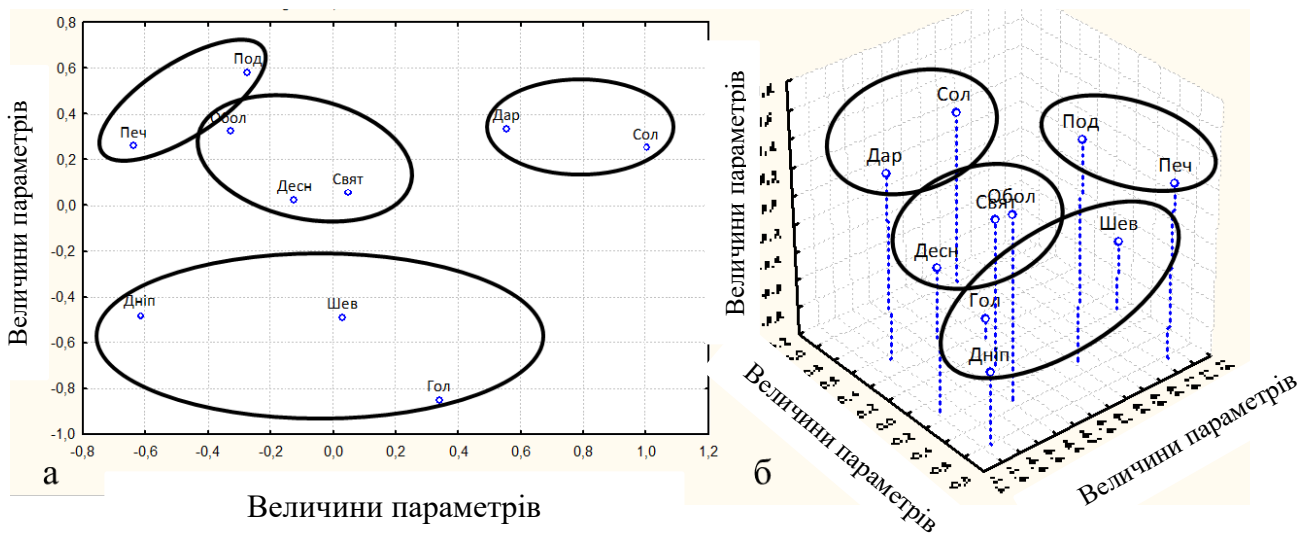 0,8
0,6
0,4
0,2
0,0
-0,2
-0,4
-0,6
-0,8
-1,0
-0,8
-0,6
-0,4
-0,2
0,0
0,2
0,4
0,6
0,8
1,0
1,2
Величини параметрів
Под
Печ
Обол
Десн
Свят
Дар
Сол
Дніп
Шев
Гол
а
Величини параметрів
Величини параметрів
Сол
Дар
Под
Печ
Обол
Свят
Шев
Десн
Гол
Дніп
б
Величини параметрів
Величини параметрів